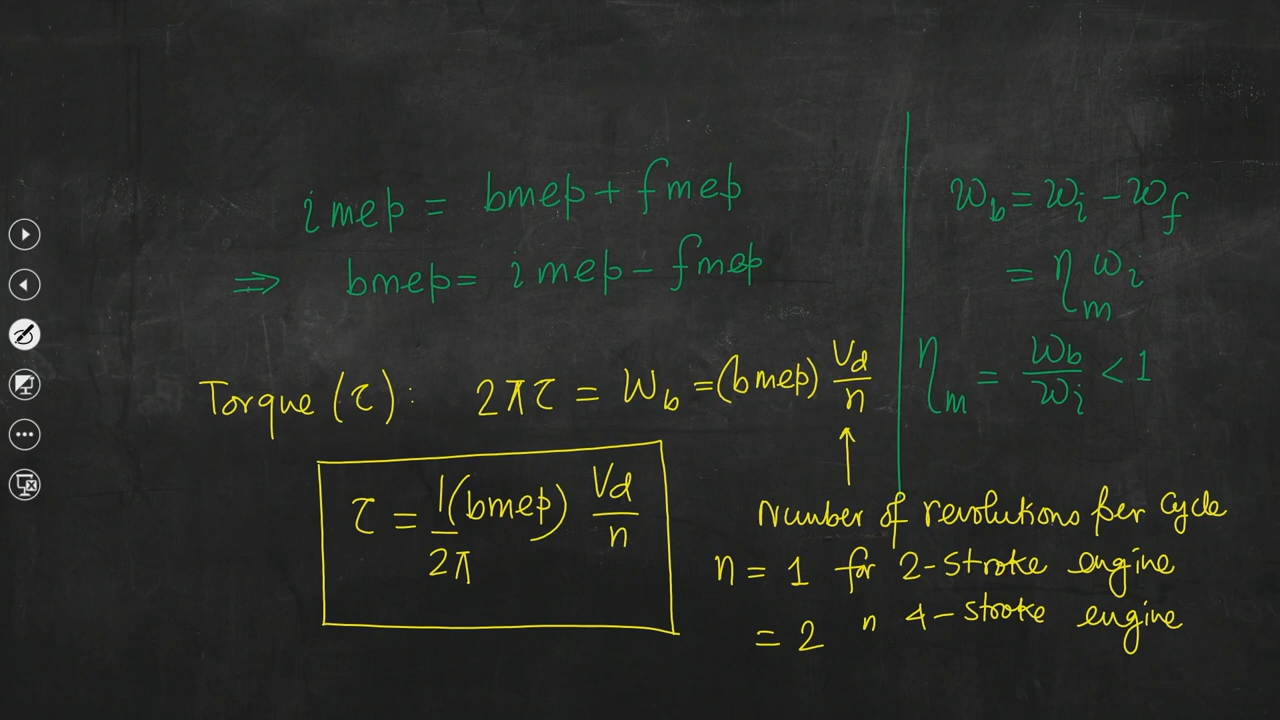 imep = bmep + fmep
⇒ bmep = imep - fmep
w_b = w_i - w_f
= η_m w_i
η_m = w_b/w_i < 1
Torque (τ): 2πτ = W_b = (bmep) V_d/n
τ = 1/2π (bmep) V_d/n
↑
Number of revolutions per cycle
n = 1 for 2-stroke engine
= 2 " 4-stroke engine